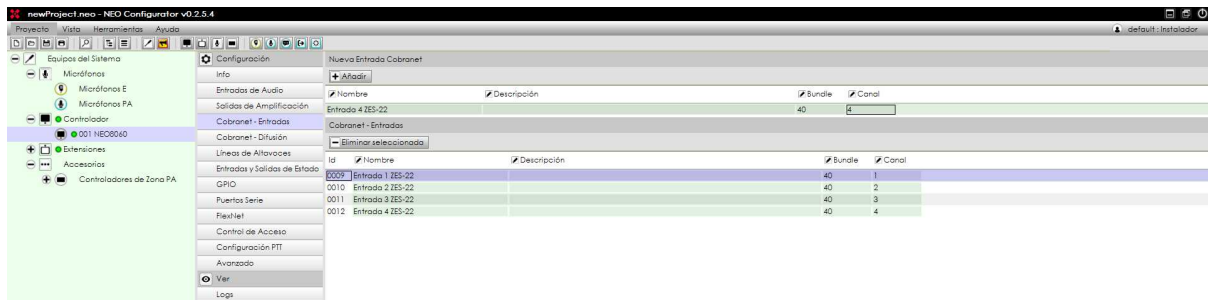 newProject.neo - NEO Configurator v0.2.5.4
Proyecto Vista Herramientas Ayuda
default : Instalador
Equipos del Sistema
Micrófonos
Micrófonos E
Micrófonos PA
Controlador
001 NEO8060
Extensiones
Accesorios
Controladores de Zona PA
Configuración
Info
Entradas de Audio
Salidas de Amplificación
Cobranet - Entradas
Cobranet - Difusión
Líneas de Altavoces
Entradas y Salidas de Estado
GPIO
Puertos Serie
FlexNet
Control de Acceso
Configuración PTT
Avanzado
Ver
Logs
Nueva Entrada Cobranet
Añadir
Nombre Descripción Bundle Canal
Entrada 4 ZES-22 40 4
Cobranet - Entradas
Eliminar seleccionada
Id Nombre Descripción Bundle Canal
0009 Entrada 1 ZES-22 40 1
0010 Entrada 2 ZES-22 40 2
0011 Entrada 3 ZES-22 40 3
0012 Entrada 4 ZES-22 40 4